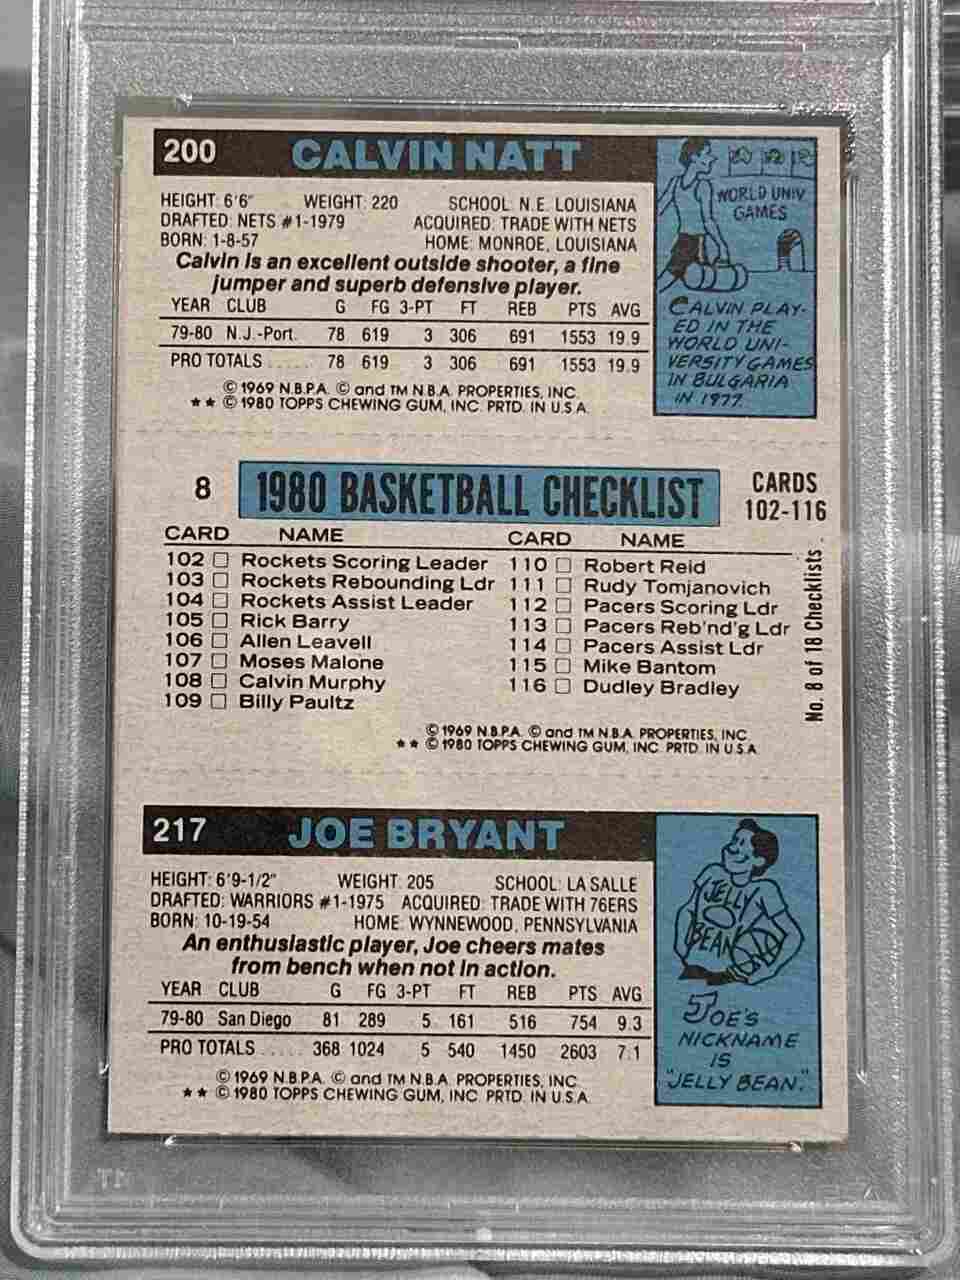 200 CALVIN NATT
HEIGHT: 6'6" WEIGHT: 220 SCHOOL: N.E. LOUISIANA
DRAFTED: NETS #1-1979 ACQUIRED: TRADE WITH NETS
BORN: 1-8-57 HOME: MONROE, LOUISIANA
Calvin is an excellent outside shooter, a fine
jumper and superb defensive player.
YEAR CLUB G FG 3-PT FT REB PTS AVG
79-80 N.J.-Port. 78 619 3 306 691 1553 19.9
PRO TOTALS ..... 78 619 3 306 691 1553 19.9
© 1969 N.B.P.A. © and TM N.B.A. PROPERTIES, INC.
★★ © 1980 TOPPS CHEWING GUM, INC. PRTD. IN U.S.A.
WORLD UNIV
GAMES
CALVIN PLAY-
ED IN THE
WORLD UNI-
VERSITY GAMES
IN BULGARIA
IN 1977.
8 1980 BASKETBALL CHECKLIST CARDS
102-116
CARD NAME
102 □ Rockets Scoring Leader
103 □ Rockets Rebounding Ldr
104 □ Rockets Assist Leader
105 □ Rick Barry
106 □ Allen Leavell
107 □ Moses Malone
108 □ Calvin Murphy
109 □ Billy Paultz
CARD NAME
110 □ Robert Reid
111 □ Rudy Tomjanovich
112 □ Pacers Scoring Ldr
113 □ Pacers Reb'nd'g Ldr
114 □ Pacers Assist Ldr
115 □ Mike Bantom
116 □ Dudley Bradley
No. 8 of 18 Checklists.
© 1969 N.B.P.A. © and TM N.B.A. PROPERTIES, INC.
★★ © 1980 TOPPS CHEWING GUM, INC. PRTD. IN U.S.A.
217 JOE BRYANT
HEIGHT: 6'9-1/2" WEIGHT: 205 SCHOOL: LA SALLE
DRAFTED: WARRIORS #1-1975 ACQUIRED: TRADE WITH 76ERS
BORN: 10-19-54 HOME: WYNNEWOOD, PENNSYLVANIA
An enthusiastic player, Joe cheers mates
from bench when not in action.
YEAR CLUB G FG 3-PT FT REB PTS AVG
79-80 San Diego 81 289 5 161 516 754 9.3
PRO TOTALS ..... 368 1024 5 540 1450 2603 7.1
© 1969 N.B.P.A. © and TM N.B.A. PROPERTIES, INC.
★★ © 1980 TOPPS CHEWING GUM, INC. PRTD. IN U.S.A.
JELLY
BEAN
JOE'S
NICKNAME
IS
"JELLY BEAN."